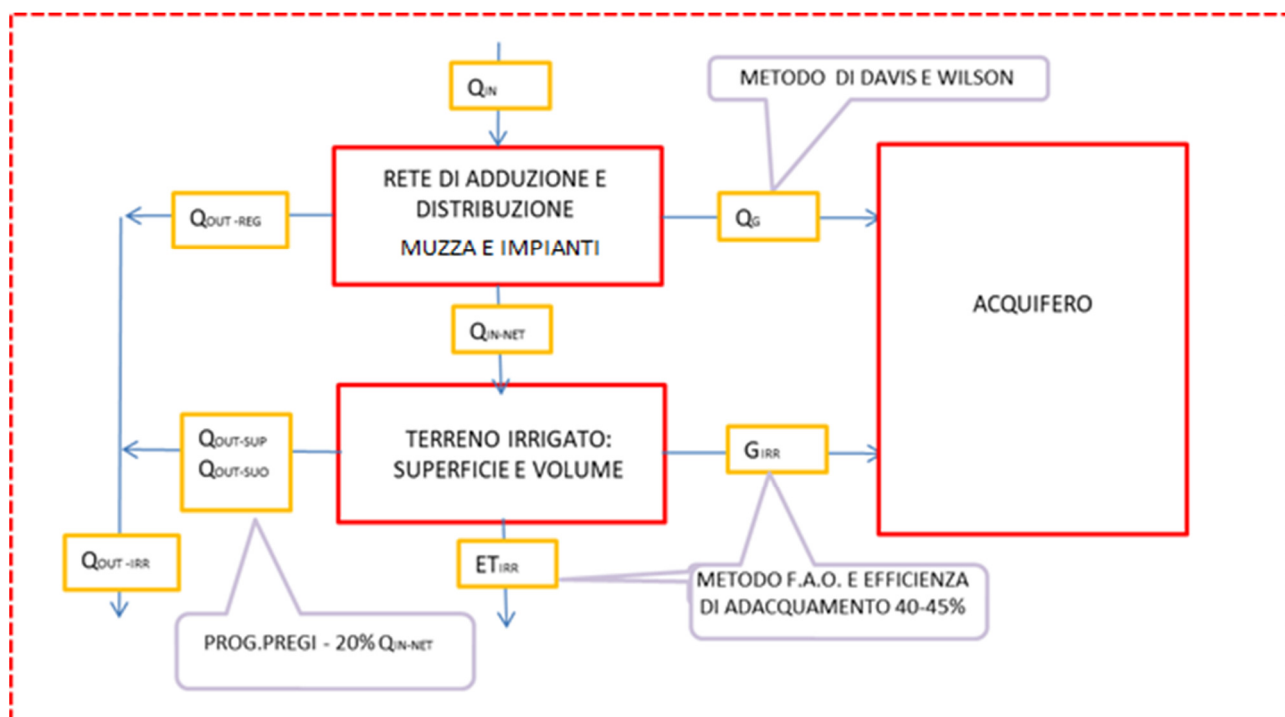 QIN
METODO DI DAVIS E WILSON
RETE DI ADDUZIONE E
DISTRIBUZIONE
MUZZA E IMPIANTI
QOUT -REG
QG
ACQUIFERO
QIN-NET
TERRENO IRRIGATO:
SUPERFICIE E VOLUME
QOUT-SUP
QOUT-SUO
GIRR
QOUT -IRR
ETIRR
METODO F.A.O. E EFFICIENZA
DI ADACQUAMENTO 40-45%
PROG.PREGI - 20% QIN-NET